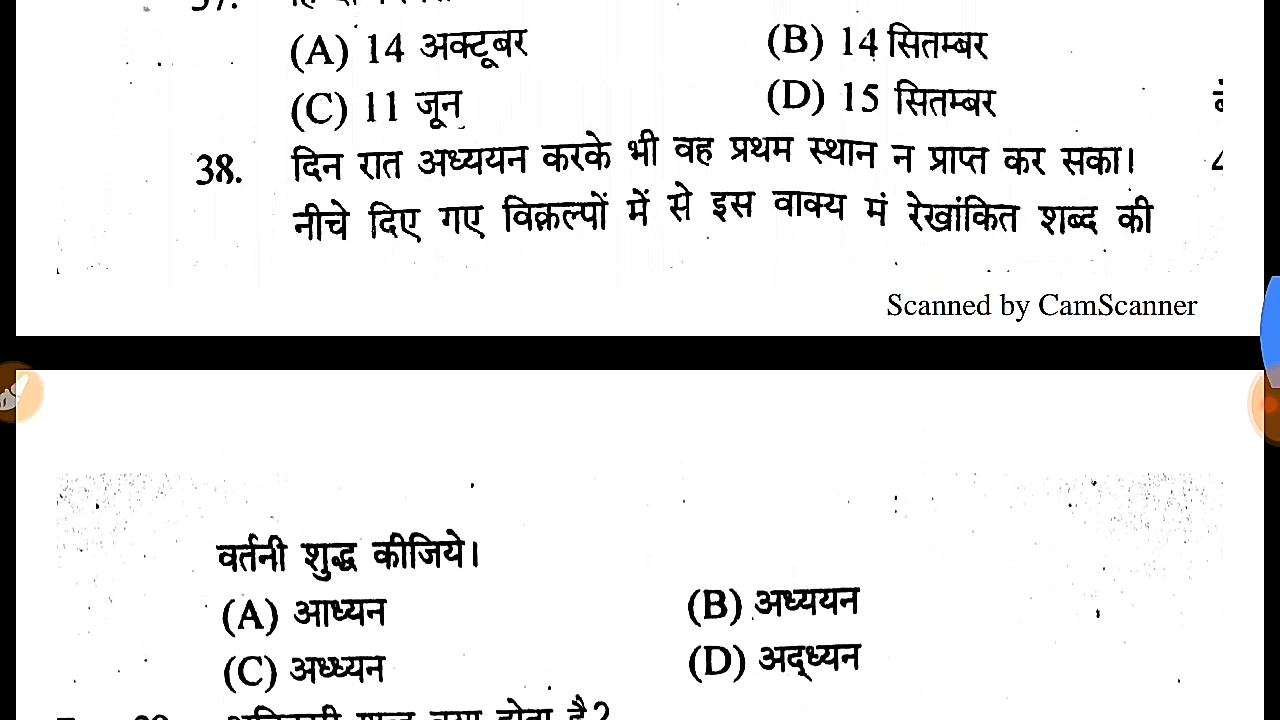 37.
(A) 14 अक्टूबर (B) 14 सितम्बर
(C) 11 जून (D) 15 सितम्बर
38. दिन रात अध्ययन करके भी वह प्रथम स्थान न प्राप्त कर सका।
नीचे दिए गए विकल्पों में से इस वाक्य मं रेखांकित शब्द की
Scanned by CamScanner
वर्तनी शुद्ध कीजिये।
(A) आध्यन (B) अध्ययन
(C) अध्ध्यन (D) अद्ध्यन